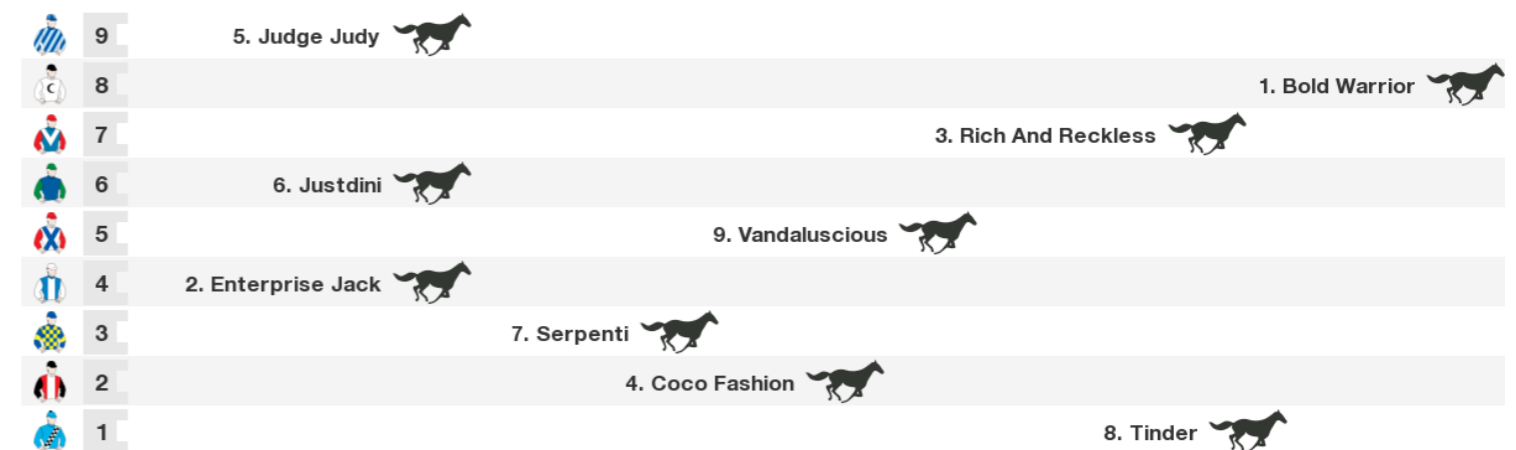 9 5. Judge Judy
8 1. Bold Warrior
7 3. Rich And Reckless
6 6. Justdini
5 9. Vandaluscious
4 2. Enterprise Jack
3 7. Serpenti
2 4. Coco Fashion
1 8. Tinder